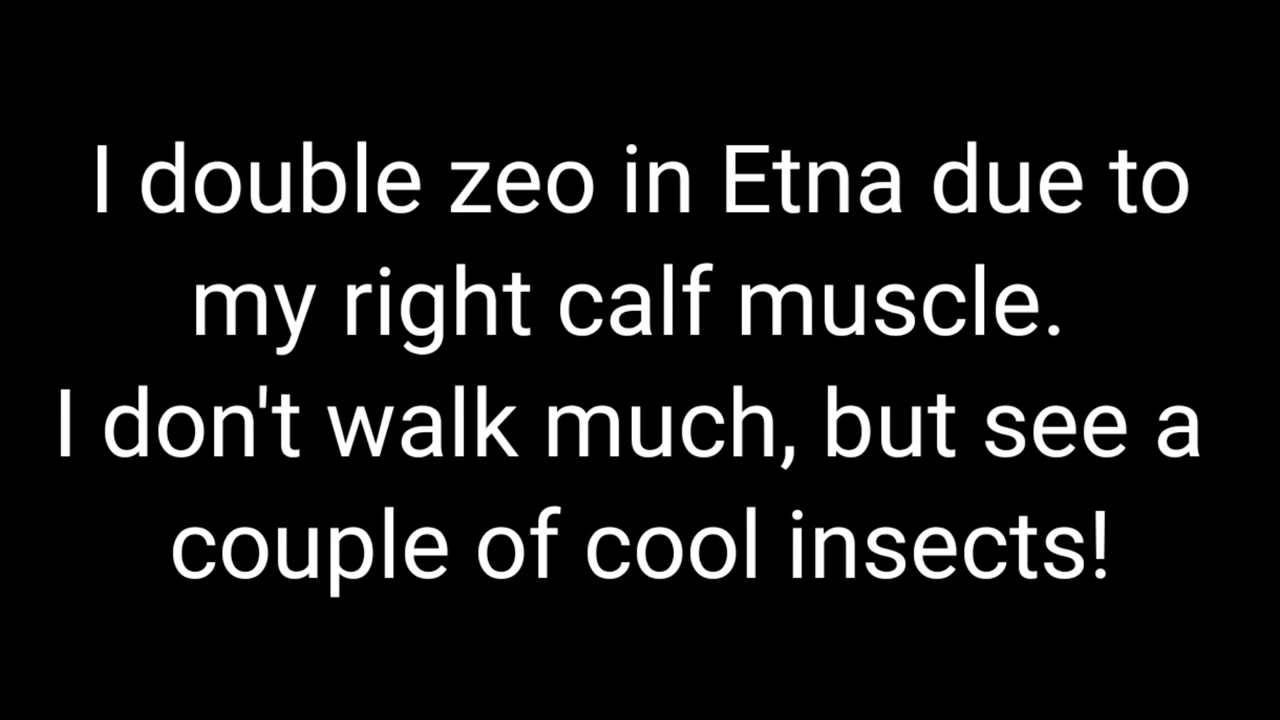 I double zeo in Etna due to
my right calf muscle.
I don't walk much, but see a
couple of cool insects!